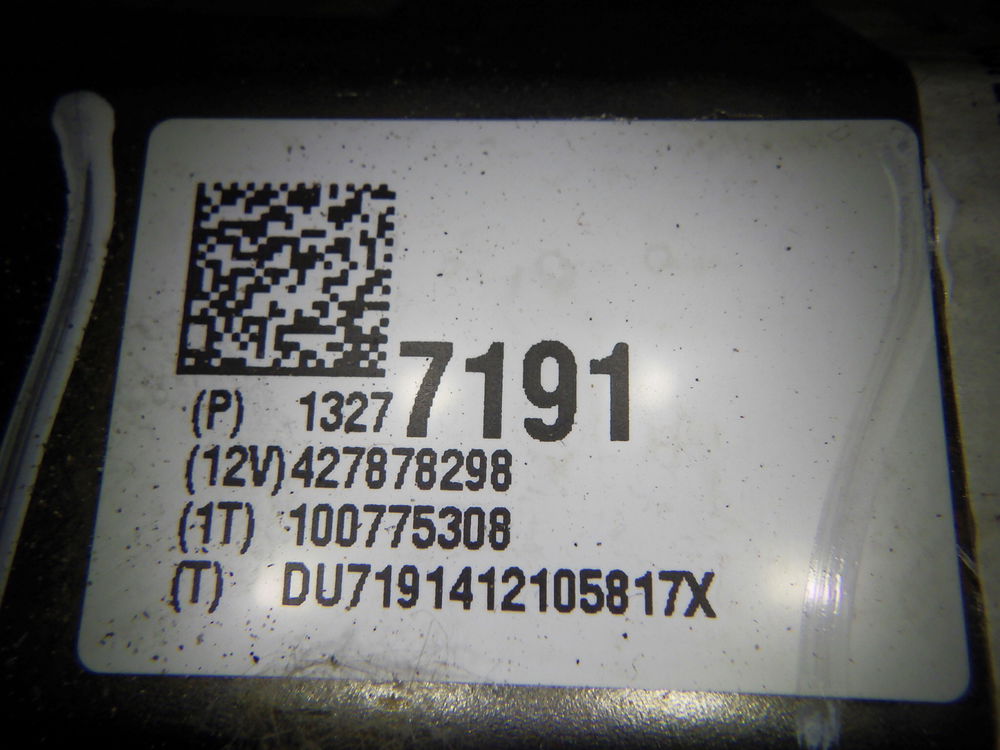 (P) 13277191
(12V)427878298
(1T) 100775308
(T) DU7191412105817X